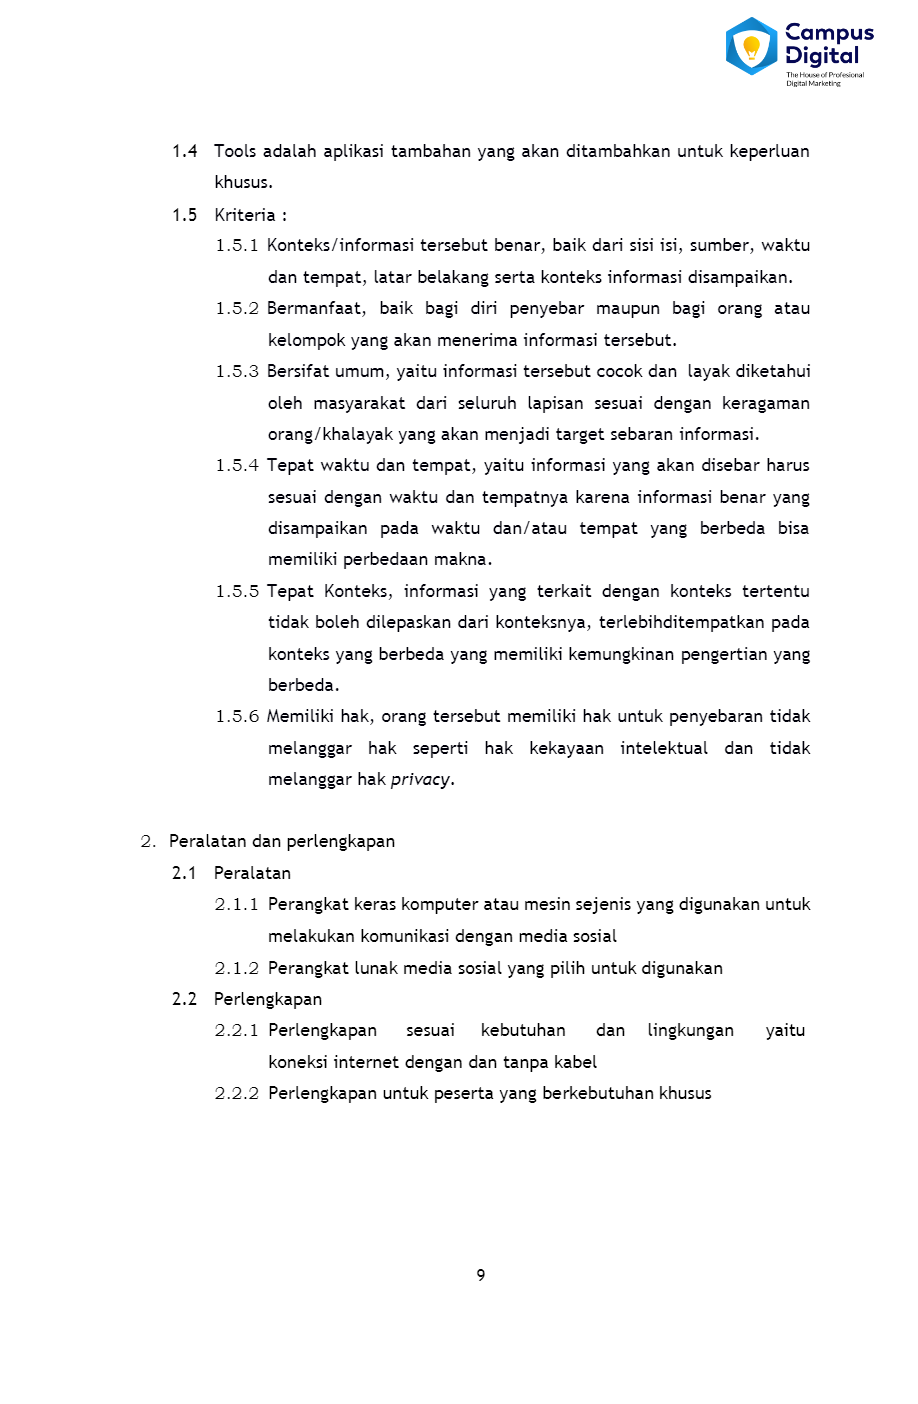 Campus
Digital
The House of Profesional
Digital Marketing
1.4 Tools adalah aplikasi tambahan yang akan ditambahkan untuk keperluan
khusus.
1.5 Kriteria :
1.5.1 Konteks/informasi tersebut benar, baik dari sisi isi, sumber, waktu
dan tempat, latar belakang serta konteks informasi disampaikan.
1.5.2 Bermanfaat, baik bagi diri penyebar maupun bagi orang atau
kelompok yang akan menerima informasi tersebut.
1.5.3 Bersifat umum, yaitu informasi tersebut cocok dan layak diketahui
oleh masyarakat dari seluruh lapisan sesuai dengan keragaman
orang/khalayak yang akan menjadi target sebaran informasi.
1.5.4 Tepat waktu dan tempat, yaitu informasi yang akan disebar harus
sesuai dengan waktu dan tempatnya karena informasi benar yang
disampaikan pada waktu dan/atau tempat yang berbeda bisa
memiliki perbedaan makna.
1.5.5 Tepat Konteks, informasi yang terkait dengan konteks tertentu
tidak boleh dilepaskan dari konteksnya, terlebihditempatkan pada
konteks yang berbeda yang memiliki kemungkinan pengertian yang
berbeda.
1.5.6 Memiliki hak, orang tersebut memiliki hak untuk penyebaran tidak
melanggar hak seperti hak kekayaan intelektual dan tidak
melanggar hak privacy.
2. Peralatan dan perlengkapan
2.1 Peralatan
2.1.1 Perangkat keras komputer atau mesin sejenis yang digunakan untuk
melakukan komunikasi dengan media sosial
2.1.2 Perangkat lunak media sosial yang pilih untuk digunakan
2.2 Perlengkapan
2.2.1 Perlengkapan sesuai kebutuhan dan lingkungan yaitu
koneksi internet dengan dan tanpa kabel
2.2.2 Perlengkapan untuk peserta yang berkebutuhan khusus
9